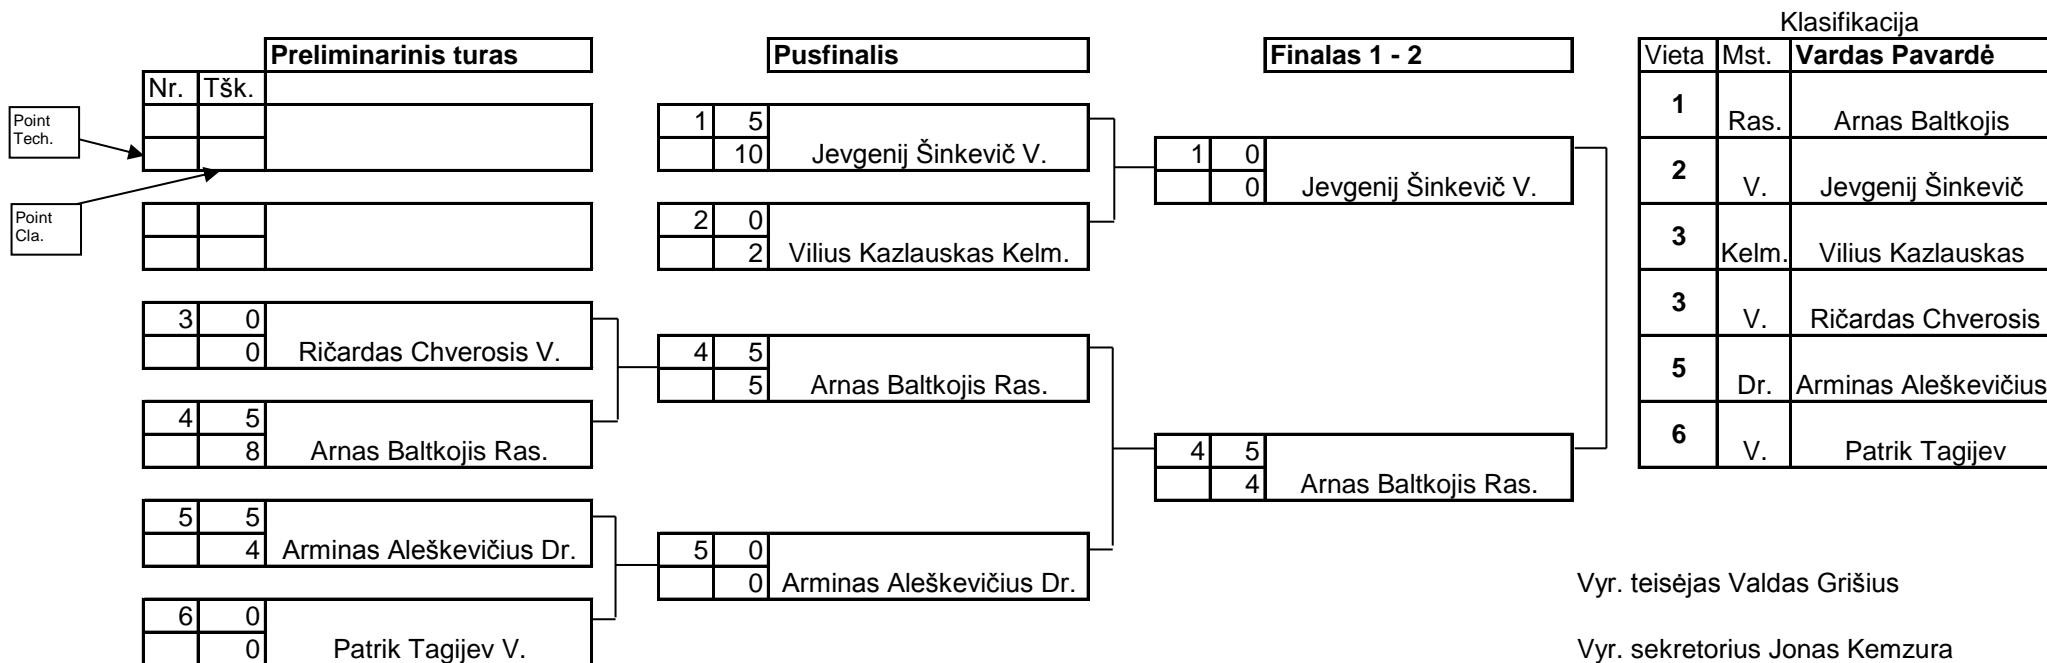 Klasifikacija
Preliminarinis turas Pusfinalis Finalas 1 - 2 Vieta Mst. Vardas Pavardė
Nr. Tšk.
Point
Tech.
1 5
10 Jevgenij Šinkevič V.
1 Ras. Arnas Baltkojis
1 0
0 Jevgenij Šinkevič V.
2 V. Jevgenij Šinkevič
Point
Cla.
2 0
2 Vilius Kazlauskas Kelm.
3 Kelm. Vilius Kazlauskas
3 0
0 Ričardas Chverosis V.
3 V. Ričardas Chverosis
4 5
5 Arnas Baltkojis Ras.
5 Dr. Arminas Aleškevičius
4 5
8 Arnas Baltkojis Ras.
4 5
4 Arnas Baltkojis Ras.
6 V. Patrik Tagijev
5 5
4 Arminas Aleškevičius Dr.
5 0
0 Arminas Aleškevičius Dr.
Vyr. teisėjas Valdas Grišius
6 0
0 Patrik Tagijev V.
Vyr. sekretorius Jonas Kemzura